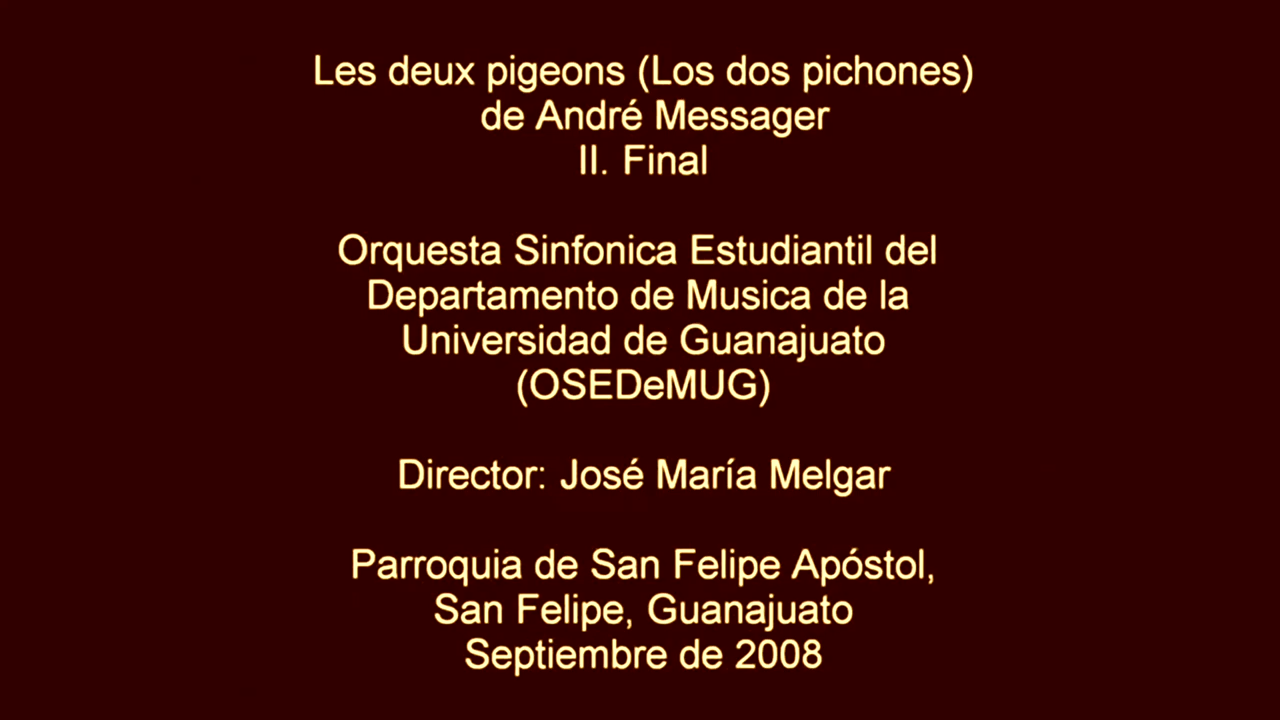 Les deux pigeons (Los dos pichones)
de André Messager
II. Final
Orquesta Sinfonica Estudiantil del
Departamento de Musica de la
Universidad de Guanajuato
(OSEDeMUG)
Director: José María Melgar
Parroquia de San Felipe Apóstol,
San Felipe, Guanajuato
Septiembre de 2008